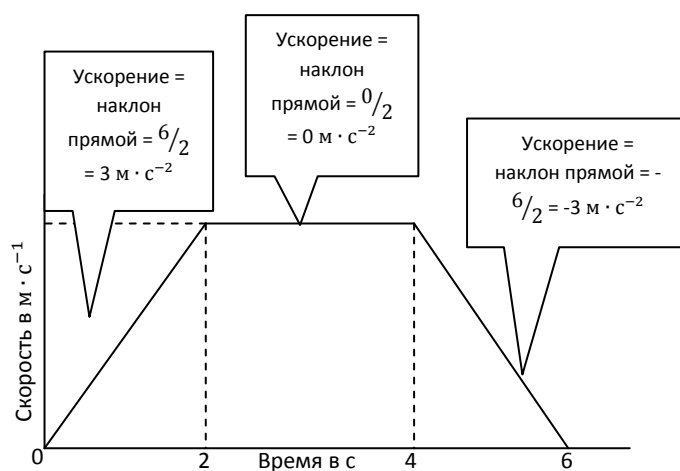 Ускорение =
наклон
прямой = 6/2
= 3 м · с⁻²
Ускорение =
наклон
прямой = 0/2
= 0 м · с⁻²
Ускорение =
наклон прямой = -
6/2 = -3 м · с⁻²
Скорость в м · с⁻¹
0
2
Время в с
4
6